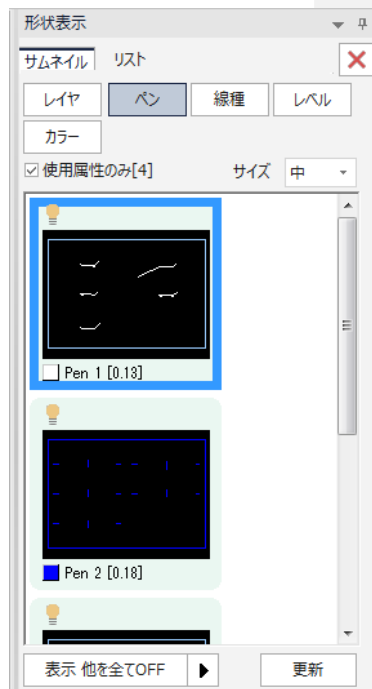 形状表示
サムネイル リスト
レイヤ ペン 線種 レベル
カラー
使用属性のみ[4] サイズ 中
Pen 1 [0.13]
Pen 2 [0.18]
表示 他を全てOFF 更新